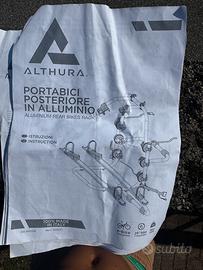 ALTHURA
PORTABICI
POSTERIORE
IN ALLUMINIO
ALUMINIUM REAR BIKES RACK
ISTRUZIONI
INSTRUCTION
100% MADE
IN ITALY
subito